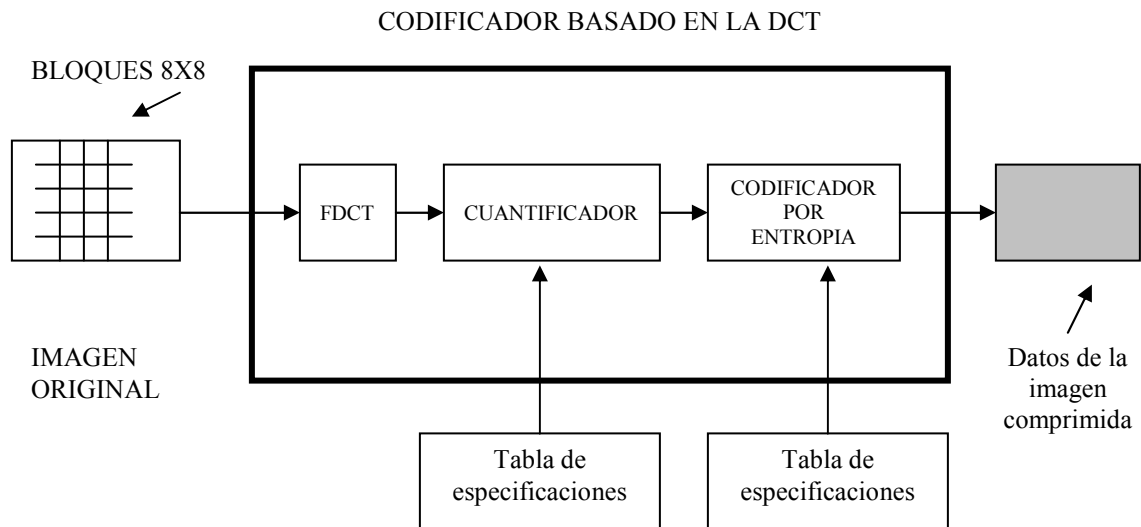 CODIFICADOR BASADO EN LA DCT
BLOQUES 8X8
FDCT
CUANTIFICADOR
CODIFICADOR
POR
ENTROPIA
IMAGEN
ORIGINAL
Datos de la
imagen
comprimida
Tabla de
especificaciones
Tabla de
especificaciones